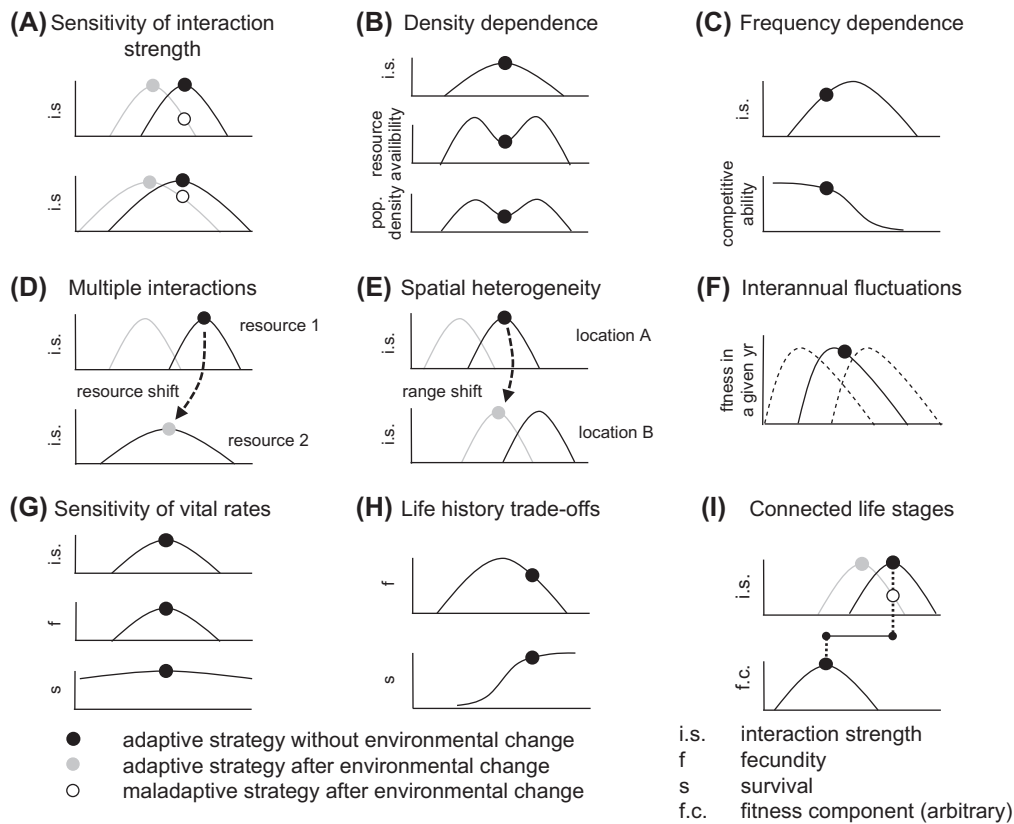 (A) Sensitivity of interaction
strength
i.s
i.s
(B) Density dependence
i.s.
resource
availibility
pop.
density
(C) Frequency dependence
i.s.
competitive
ability
(D) Multiple interactions
i.s.
resource 1
resource shift
i.s.
resource 2
(E) Spatial heterogeneity
i.s.
location A
range shift
i.s.
location B
(F) Interannual fluctuations
ftness in
a given yr
(G) Sensitivity of vital rates
i.s.
f
s
(H) Life history trade-offs
f
s
(I) Connected life stages
i.s.
f.c.
adaptive strategy without environmental change
adaptive strategy after environmental change
maladaptive strategy after environmental change
i.s. interaction strength
f fecundity
s survival
f.c. fitness component (arbitrary)